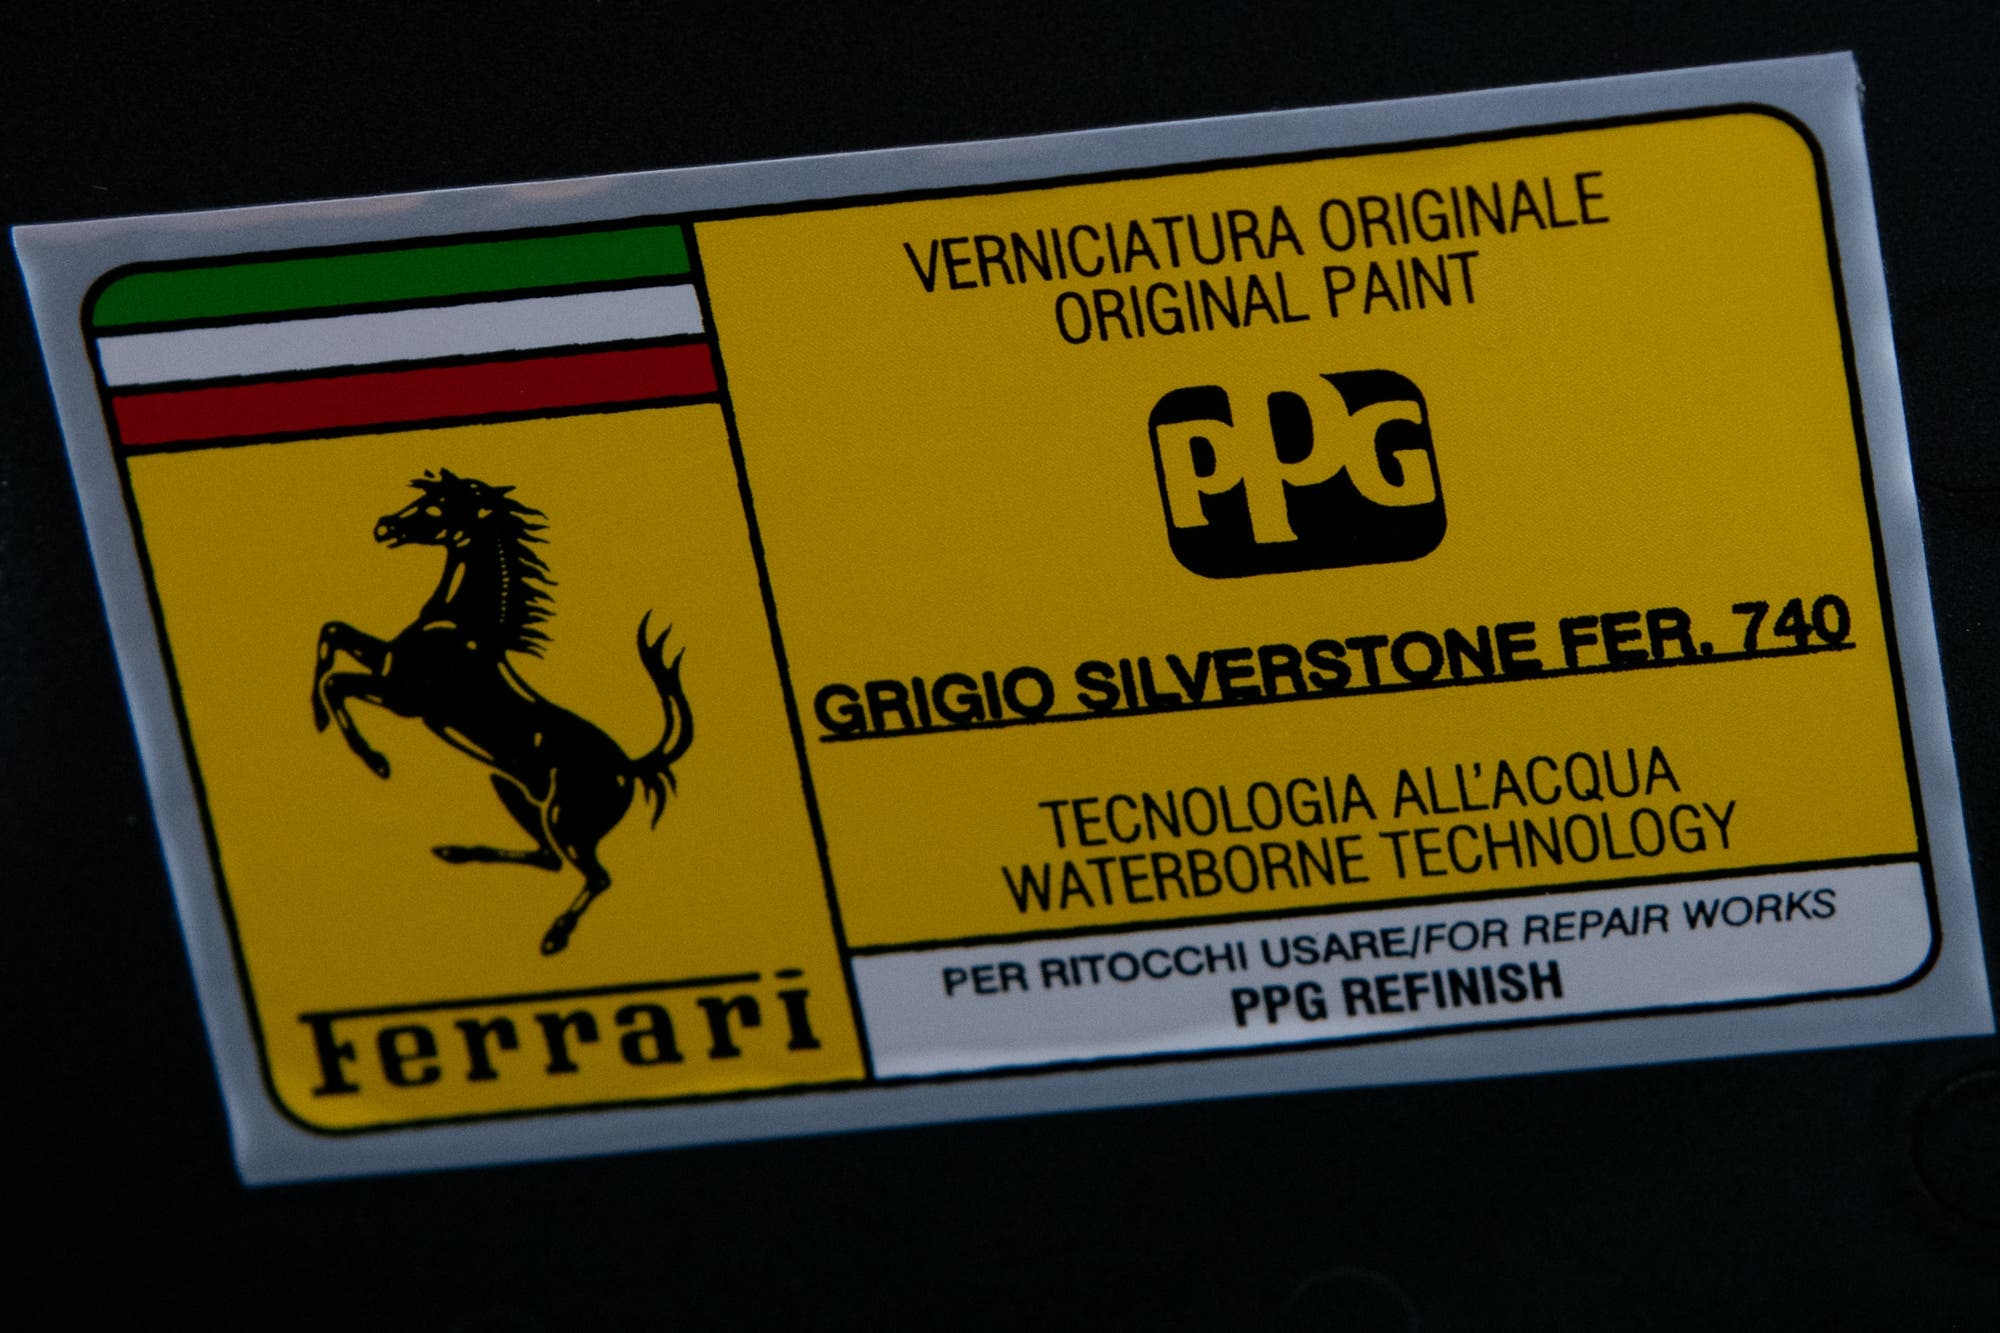 VERNICIATURA ORIGINALE
ORIGINAL PAINT
PPG
GRIGIO SILVERSTONE FER. 740
TECNOLOGIA ALL'ACQUA
WATERBORNE TECHNOLOGY
PER RITOCCHI USARE/FOR REPAIR WORKS
PPG REFINISH
Ferrari